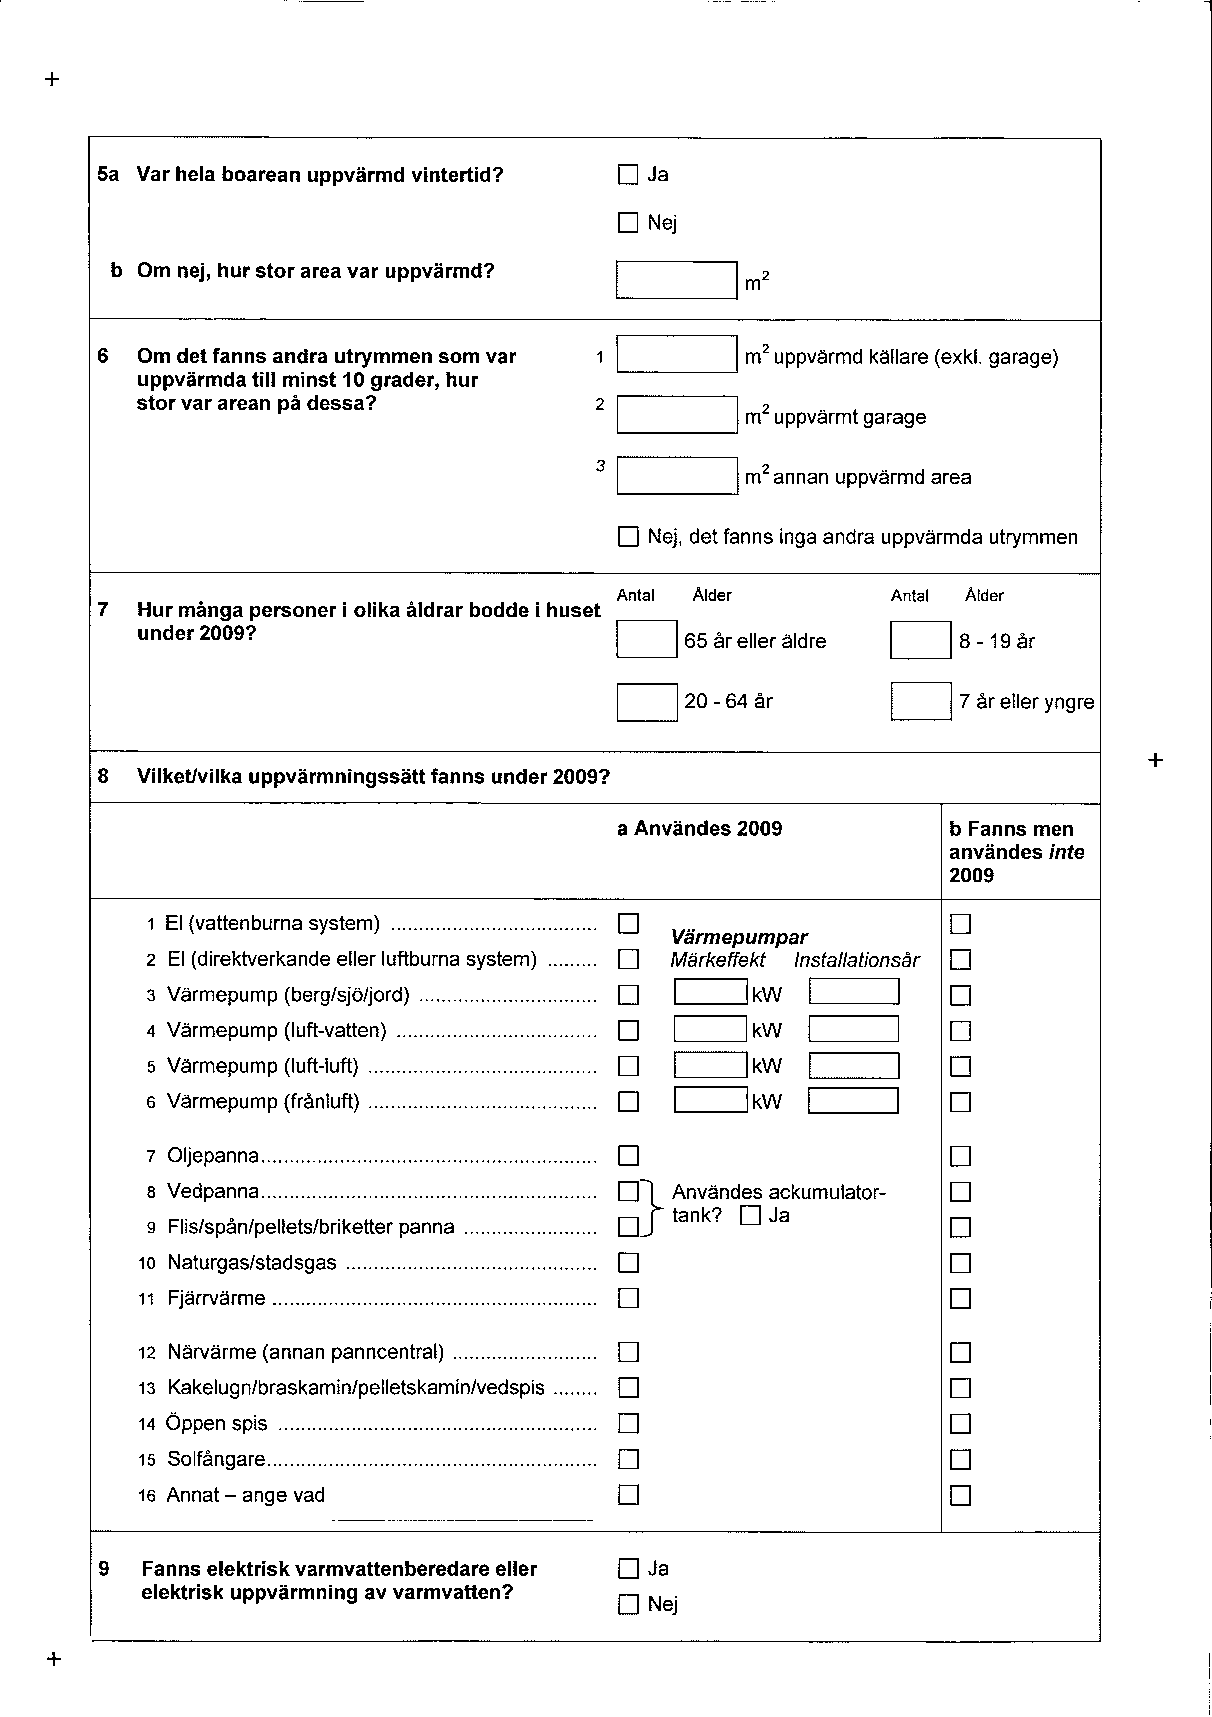 +
5a Var hela boarean uppvärmd vintertid? Ja
Nej
b Om nej, hur stor area var uppvärmd? m²
6 Om det fanns andra utrymmen som var uppvärmda till minst 10 grader, hur stor var arean på dessa?
1 m² uppvärmd källare (exkl. garage)
2 m² uppvärmt garage
3 m² annan uppvärmd area
Nej, det fanns inga andra uppvärmda utrymmen
7 Hur många personer i olika åldrar bodde i huset under 2009?
Antal Ålder Antal Ålder
65 år eller äldre 8 - 19 år
20 - 64 år 7 år eller yngre
+
8 Vilket/vilka uppvärmningssätt fanns under 2009?
a Användes 2009
b Fanns men
användes inte
2009
1 El (vattenburna system) .....................................
Värmepumpar
2 El (direktverkande eller luftburna system) ......... Märkeffekt Installationsår
3 Värmepump (berg/sjö/jord) ................................ kW
4 Värmepump (luft-vatten) .................................... kW
5 Värmepump (luft-luft) ......................................... kW
6 Värmepump (frånluft) ......................................... kW
7 Oljepanna............................................................
8 Vedpanna............................................................ Användes ackumulator-
tank? Ja
9 Flis/spån/pellets/briketter panna ........................
10 Naturgas/stadsgas .............................................
11 Fjärrvärme ..........................................................
12 Närvärme (annan panncentral) ..........................
13 Kakelugn/braskamin/pelletskamin/vedspis ........
14 Öppen spis .........................................................
15 Solfångare...........................................................
16 Annat – ange vad
9 Fanns elektrisk varmvattenberedare eller Ja
elektrisk uppvärmning av varmvatten?
Nej
+